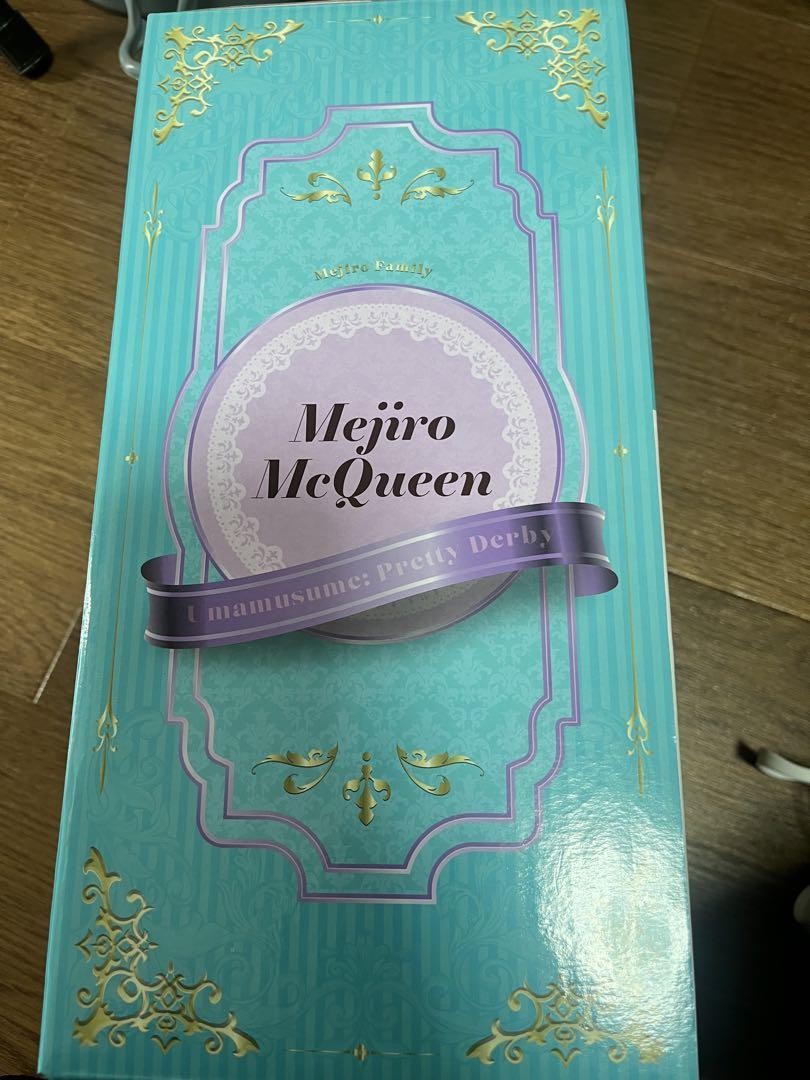 Mejiro Family
Mejiro
McQueen
Umamusume: Pretty Derby